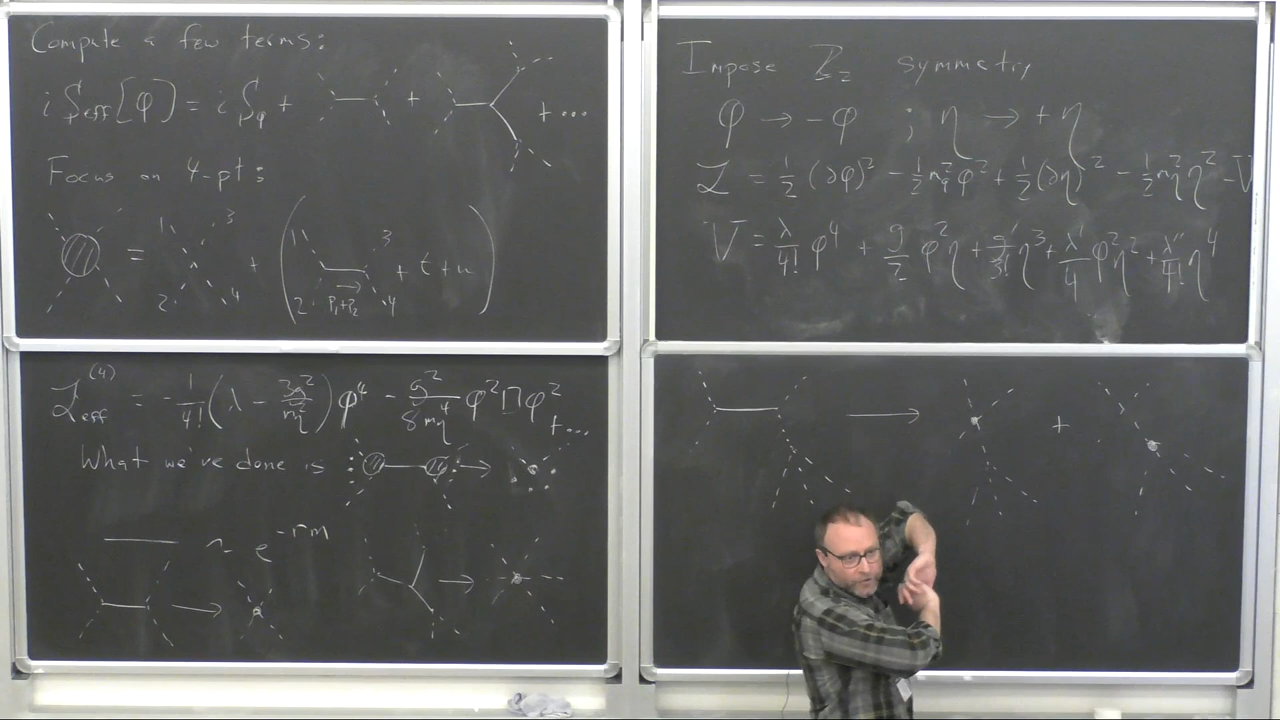 Compute a few terms:
i S_eff[φ] = i S_φ + + + ...
Focus on 4-pt:
= 1 2 3 4 + ( 1 2 P₁+P₂ 3 4 + t + u )
L_eff^(4) = -1/4! (λ - 3g²/m_η²) φ⁴ - g²/8m_η⁴ φ²□φ² + ...
What we've done is →
~ e^-rm
→ →
Impose Z₂ symmetry
φ → -φ ; η → +η
L = 1/2 (∂φ)² - 1/2 m_φ² φ² + 1/2 (∂η)² - 1/2 m_η² η² - V
V = λ/4! φ⁴ + g/2 φ²η + g'/3! η³ + λ'/4 φ²η² + λ''/4! η⁴
→ +